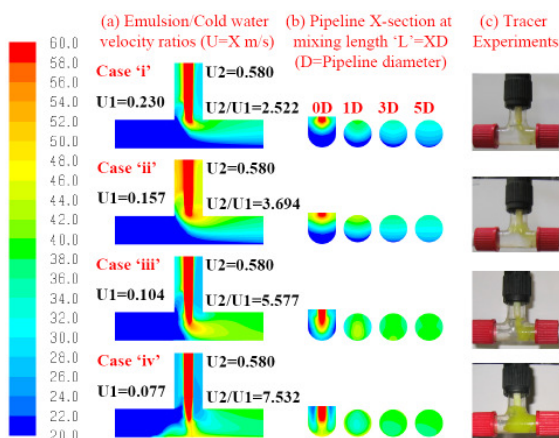 (a) Emulsion/Cold water
velocity ratios (U=X m/s)
(b) Pipeline X-section at
mixing length ‘L’=XD
(D=Pipeline diameter)
(c) Tracer
Experiments
60.0
58.0
56.0
54.0
52.0
50.0
48.0
46.0
44.0
42.0
40.0
38.0
36.0
34.0
32.0
30.0
28.0
26.0
24.0
22.0
20.0
Case ‘i’
U2=0.580
U1=0.230
U2/U1=2.522
0D 1D 3D 5D
Case ‘ii’
U2=0.580
U1=0.157
U2/U1=3.694
Case ‘iii’
U2=0.580
U1=0.104
U2/U1=5.577
Case ‘iv’
U2=0.580
U1=0.077
U2/U1=7.532